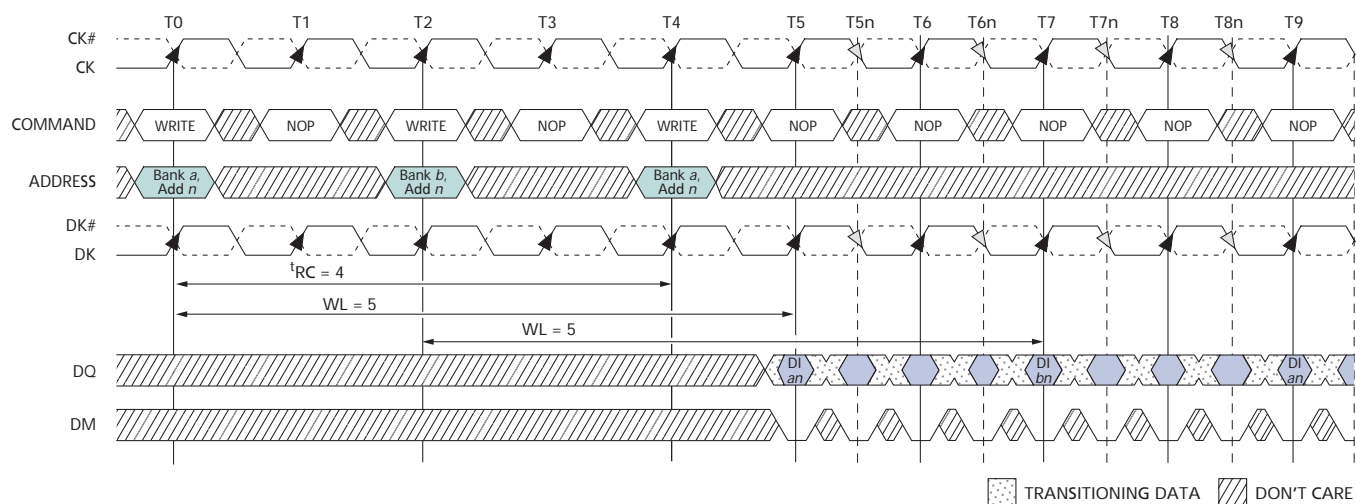 T0 T1 T2 T3 T4 T5 T5n T6 T6n T7 T7n T8 T8n T9
CK#
CK
COMMAND WRITE NOP WRITE NOP WRITE NOP NOP NOP NOP NOP
ADDRESS Bank a, Add n Bank b, Add n Bank a, Add n
DK#
DK
tRC = 4
WL = 5
WL = 5
DQ DI an DI bn DI an
DM
TRANSITIONING DATA DON'T CARE